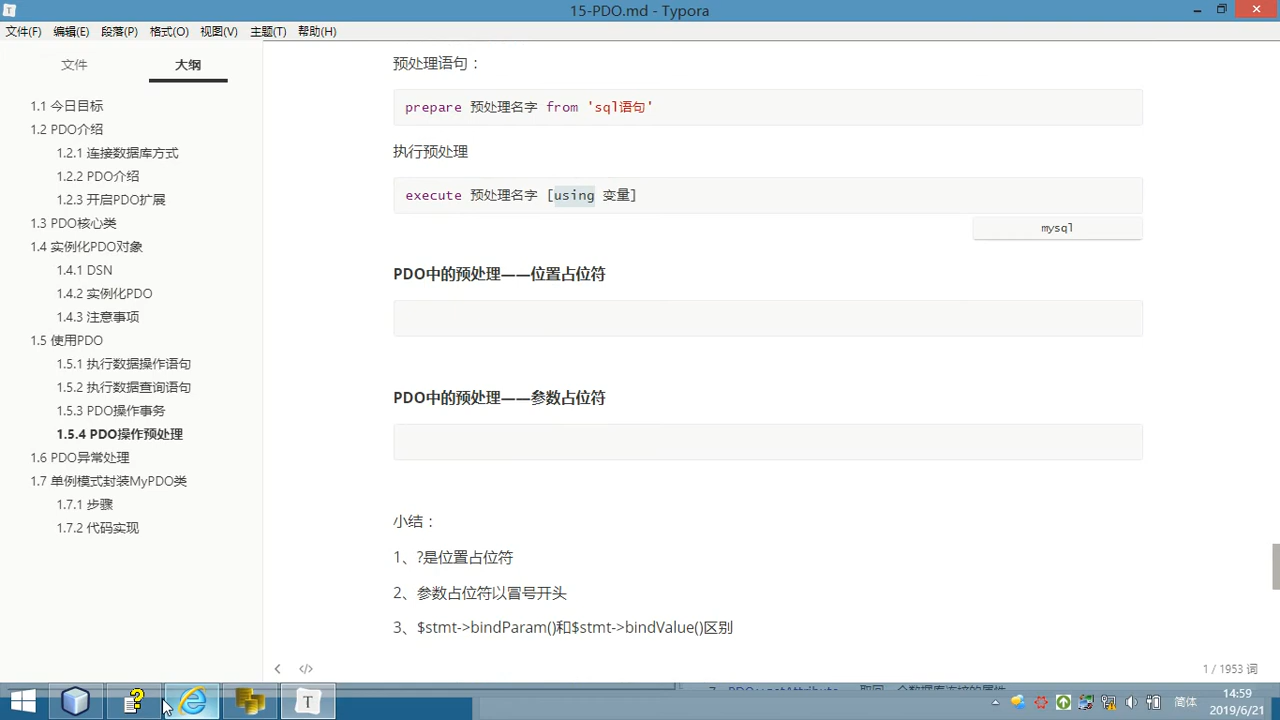 15-PDO.md - Typora
文件(F) 编辑(E) 段落(P) 格式(O) 视图(V) 主题(T) 帮助(H)
文件 大纲
1.1 今日目标
1.2 PDO介绍
1.2.1 连接数据库方式
1.2.2 PDO介绍
1.2.3 开启PDO扩展
1.3 PDO核心类
1.4 实例化PDO对象
1.4.1 DSN
1.4.2 实例化PDO
1.4.3 注意事项
1.5 使用PDO
1.5.1 执行数据操作语句
1.5.2 执行数据查询语句
1.5.3 PDO操作事务
1.5.4 PDO操作预处理
1.6 PDO异常处理
1.7 单例模式封装MyPDO类
1.7.1 步骤
1.7.2 代码实现
预处理语句：
prepare 预处理名字 from 'sql语句'
执行预处理
execute 预处理名字 [using 变量]
mysql
PDO中的预处理——位置占位符
PDO中的预处理——参数占位符
小结：
1、?是位置占位符
2、参数占位符以冒号开头
3、$stmt->bindParam()和$stmt->bindValue()区别
1 / 1953 词
简体
14:59
2019/6/21